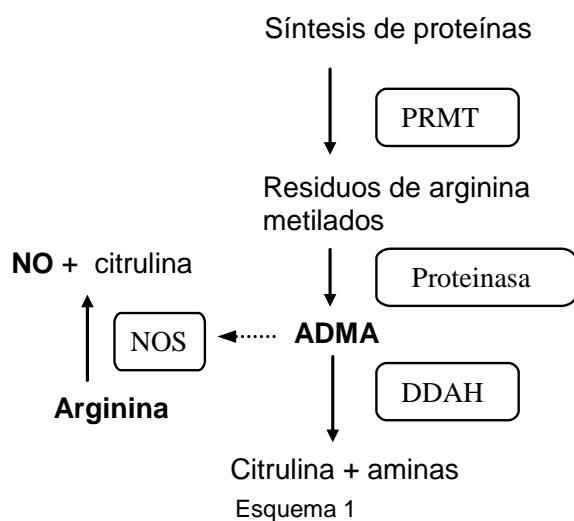 Síntesis de proteínas
PRMT
Residuos de arginina
metilados
NO + citrulina
Proteinasa
NOS
ADMA
Arginina
DDAH
Citrulina + aminas
Esquema 1